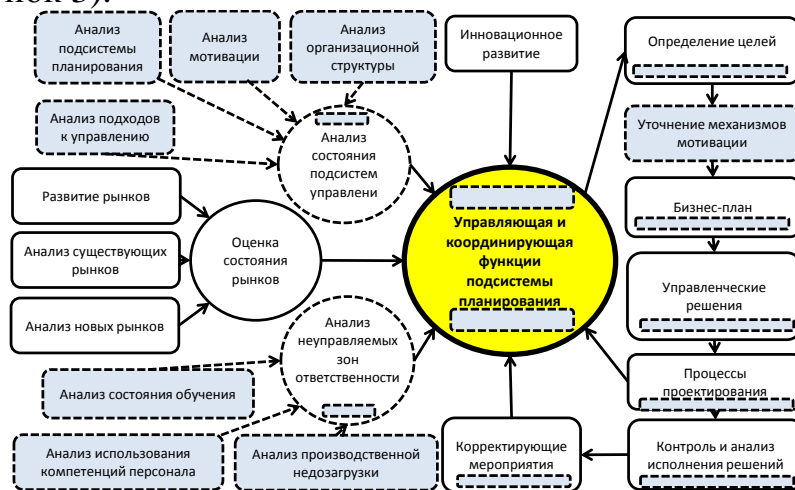 нок 3).
Анализ
подсистемы
планирования
Анализ
мотивации
Анализ
организационной
структуры
Инновационное
развитие
Определение целей
Анализ подходов
к управлению
Анализ
состояния
подсистем
управлени
Уточнение механизмов
мотивации
Развитие рынков
Анализ существующих
рынков
Анализ новых рынков
Оценка
состояния
рынков
Управляющая и
координирующая
функции
подсистемы
планирования
Бизнес-план
Управленческие
решения
Анализ
неуправляемых
зон
ответственности
Процессы
проектирования
Анализ состояния обучения
Анализ использования
компетенций персонала
Анализ производственной
недозагрузки
Корректирующие
мероприятия
Контроль и анализ
исполнения решений